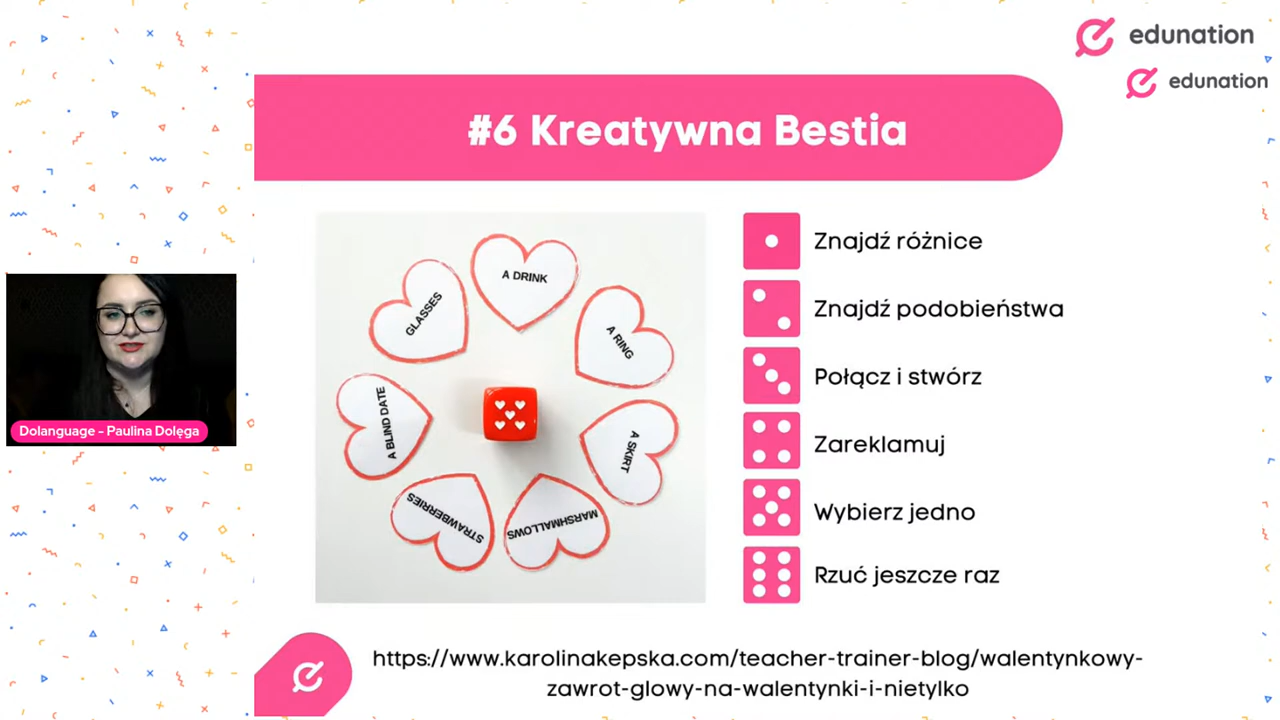 edunation
edunation
#6 Kreatywna Bestia
A DRINK
GLASSES
A RING
A BLIND DATE
A SKIRT
STRAWBERRIES
MARSHMALLOWS
Znajdź różnice
Znajdź podobieństwa
Połącz i stwórz
Zareklamuj
Wybierz jedno
Rzuć jeszcze raz
Dolanguage - Paulina Dolęga
https://www.karolinakepska.com/teacher-trainer-blog/walentynkowy-
zawrot-glowy-na-walentynki-i-nietylko